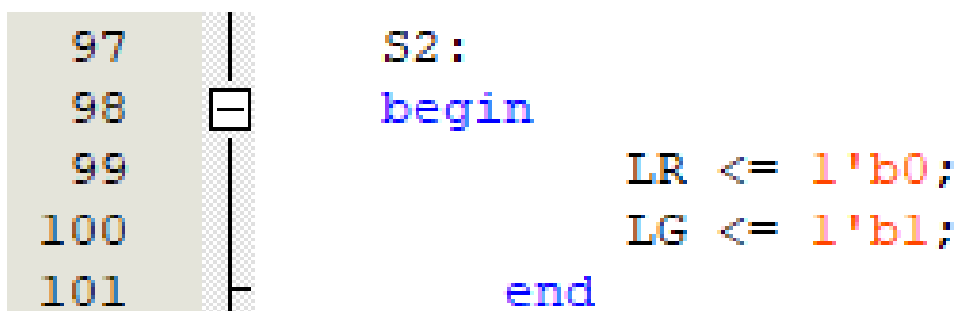 97 S2:
98 begin
99 LR <= 1'b0;
100 LG <= 1'b1;
101 end